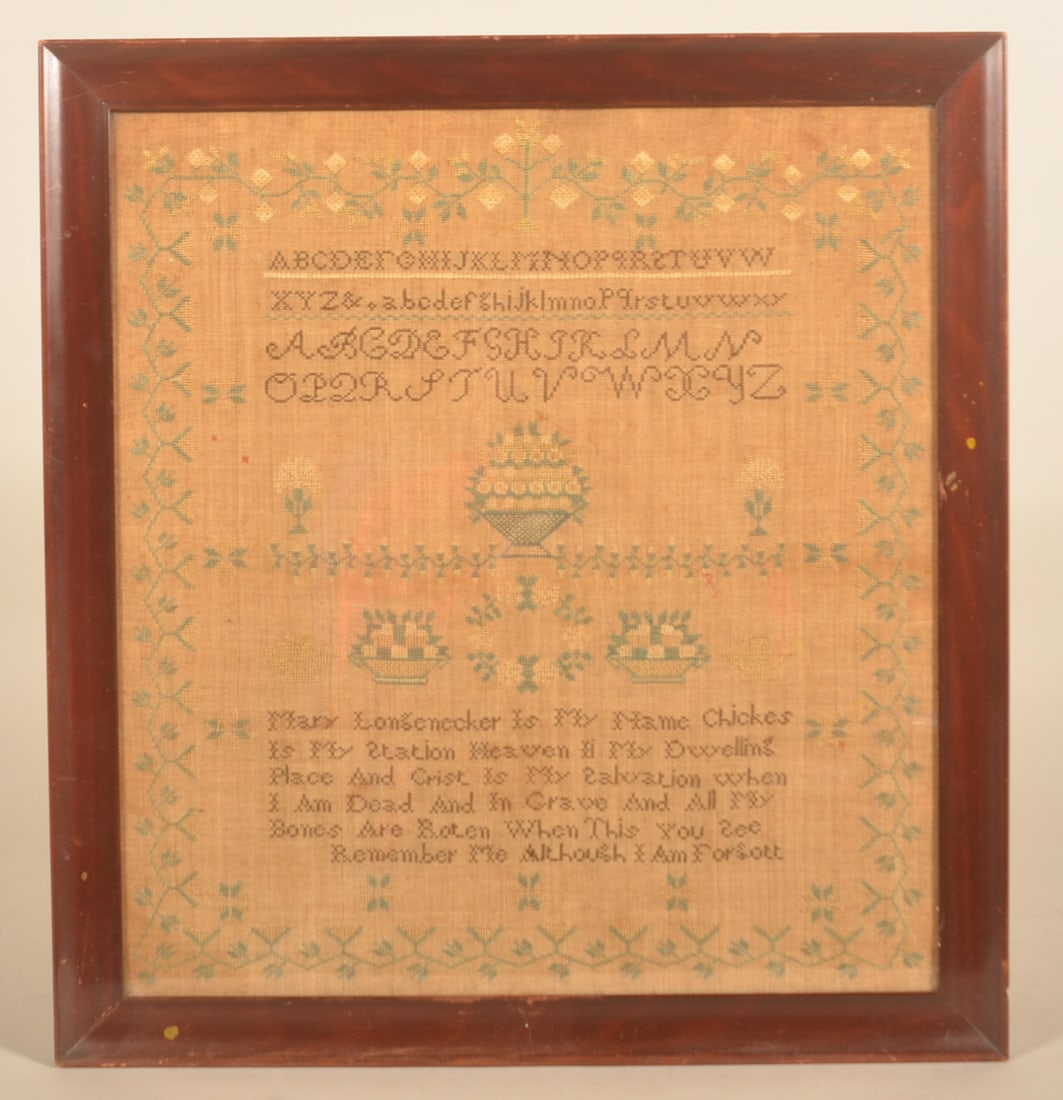 ABCDEFGHIJKLMNOPQRSTUVW
XYZ&.abcdefghijklmnopqrstuvwxy
ABCDEFGHIKLMN
OPQRSTUVWXYZ
Mary Longenecker Is My Name Chickes
Is My Station Heaven Ii My Dwelling
Place And Crist Is My Salvation when
I Am Dead And In Grave And All My
Bones Are Roten When This You See
Remember Me Although I Am Forgott